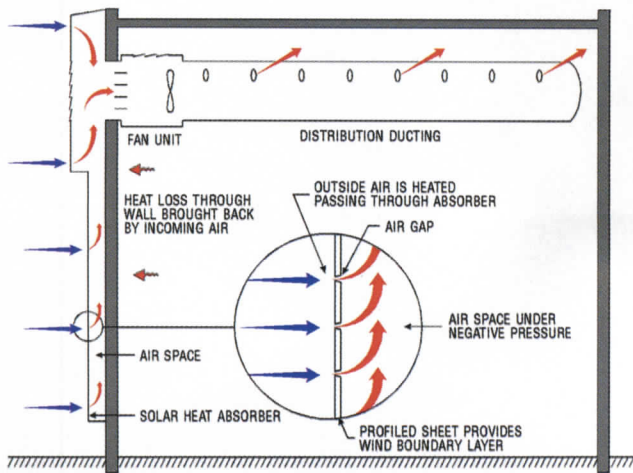 FAN UNIT
DISTRIBUTION DUCTING
HEAT LOSS THROUGH
WALL BROUGHT BACK
BY INCOMING AIR
OUTSIDE AIR IS HEATED
PASSING THROUGH ABSORBER
AIR GAP
AIR SPACE UNDER
NEGATIVE PRESSURE
AIR SPACE
SOLAR HEAT ABSORBER
PROFILED SHEET PROVIDES
WIND BOUNDARY LAYER